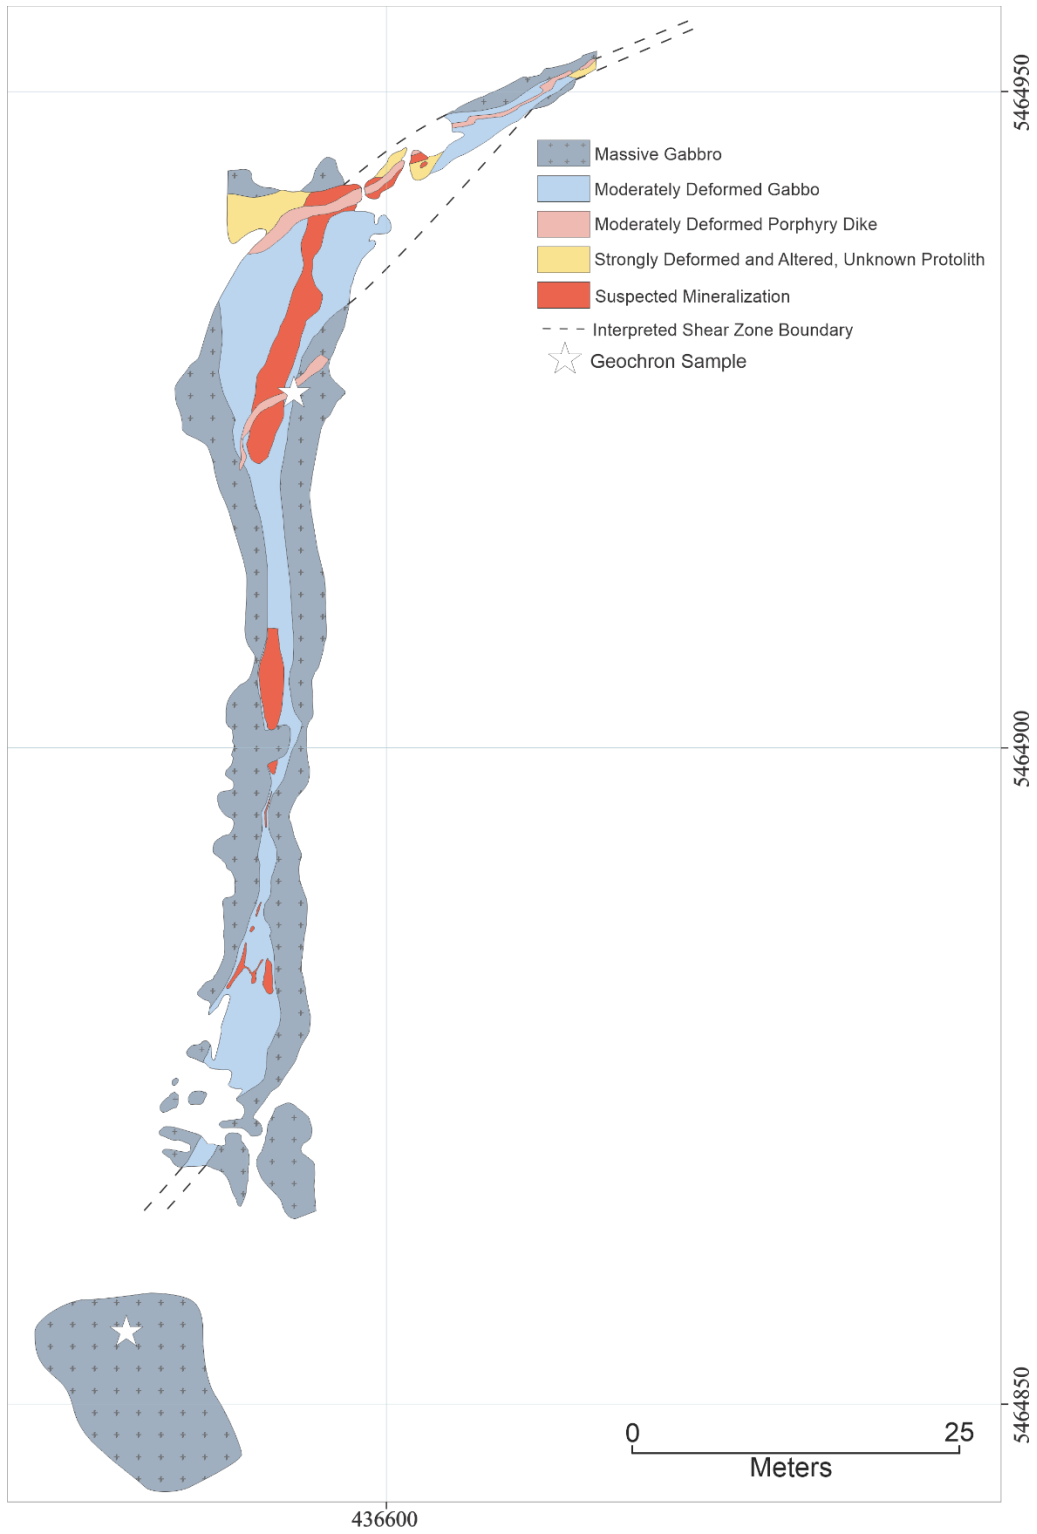 5464950
Massive Gabbro
Moderately Deformed Gabbo
Moderately Deformed Porphyry Dike
Strongly Deformed and Altered, Unknown Protolith
Suspected Mineralization
Interpreted Shear Zone Boundary
Geochron Sample
5464900
5464850
0 25
Meters
436600